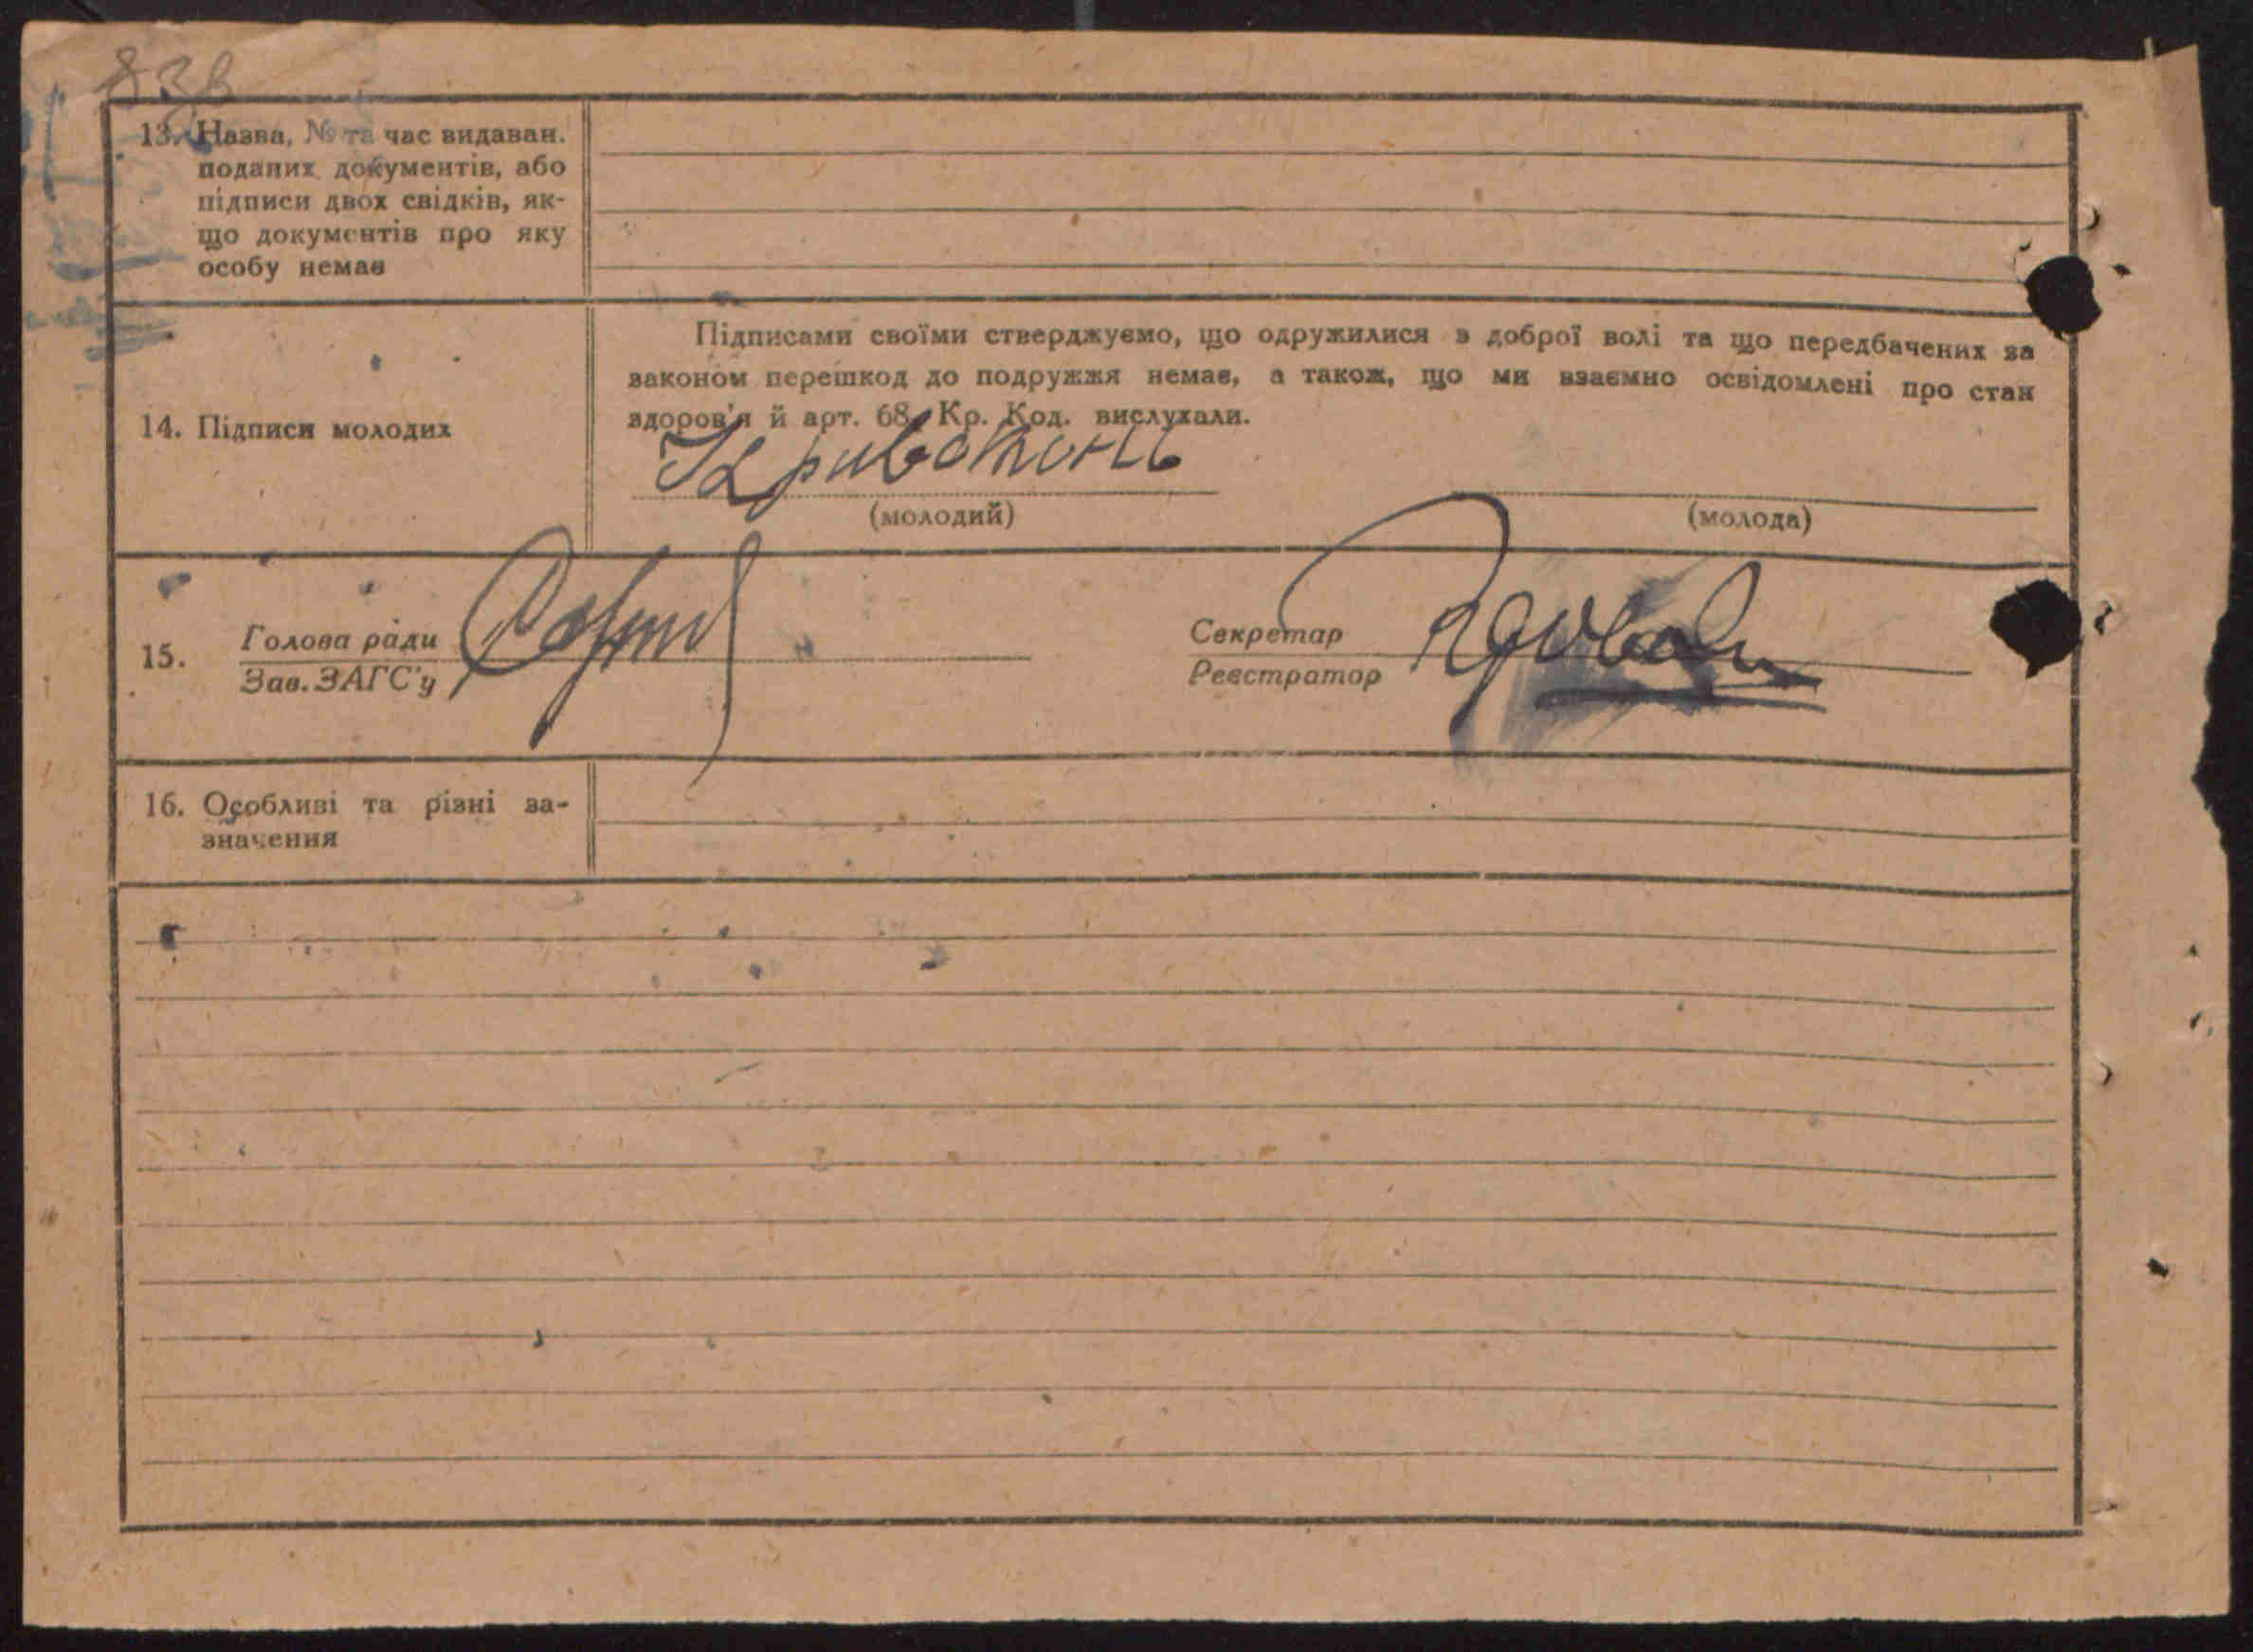 83в
13. Назва, № та час видаван.
поданих документів, або
підписи двох свідків, як-
що документів про яку
особу немає
14. Підписи молодих
Підписами своїми стверджуємо, що одружилися з доброї волі та що передбачених за
законом перешкод до подружжя немає, а також, що ми взаємно освідомлені про стан
здоров'я й арт. 68 Кр. Код. вислухали.
(молодий)
(молода)
15. Голова ради
Зав. ЗАГС'у
Секретар
Реєстратор
16. Особливі та різні за-
значення